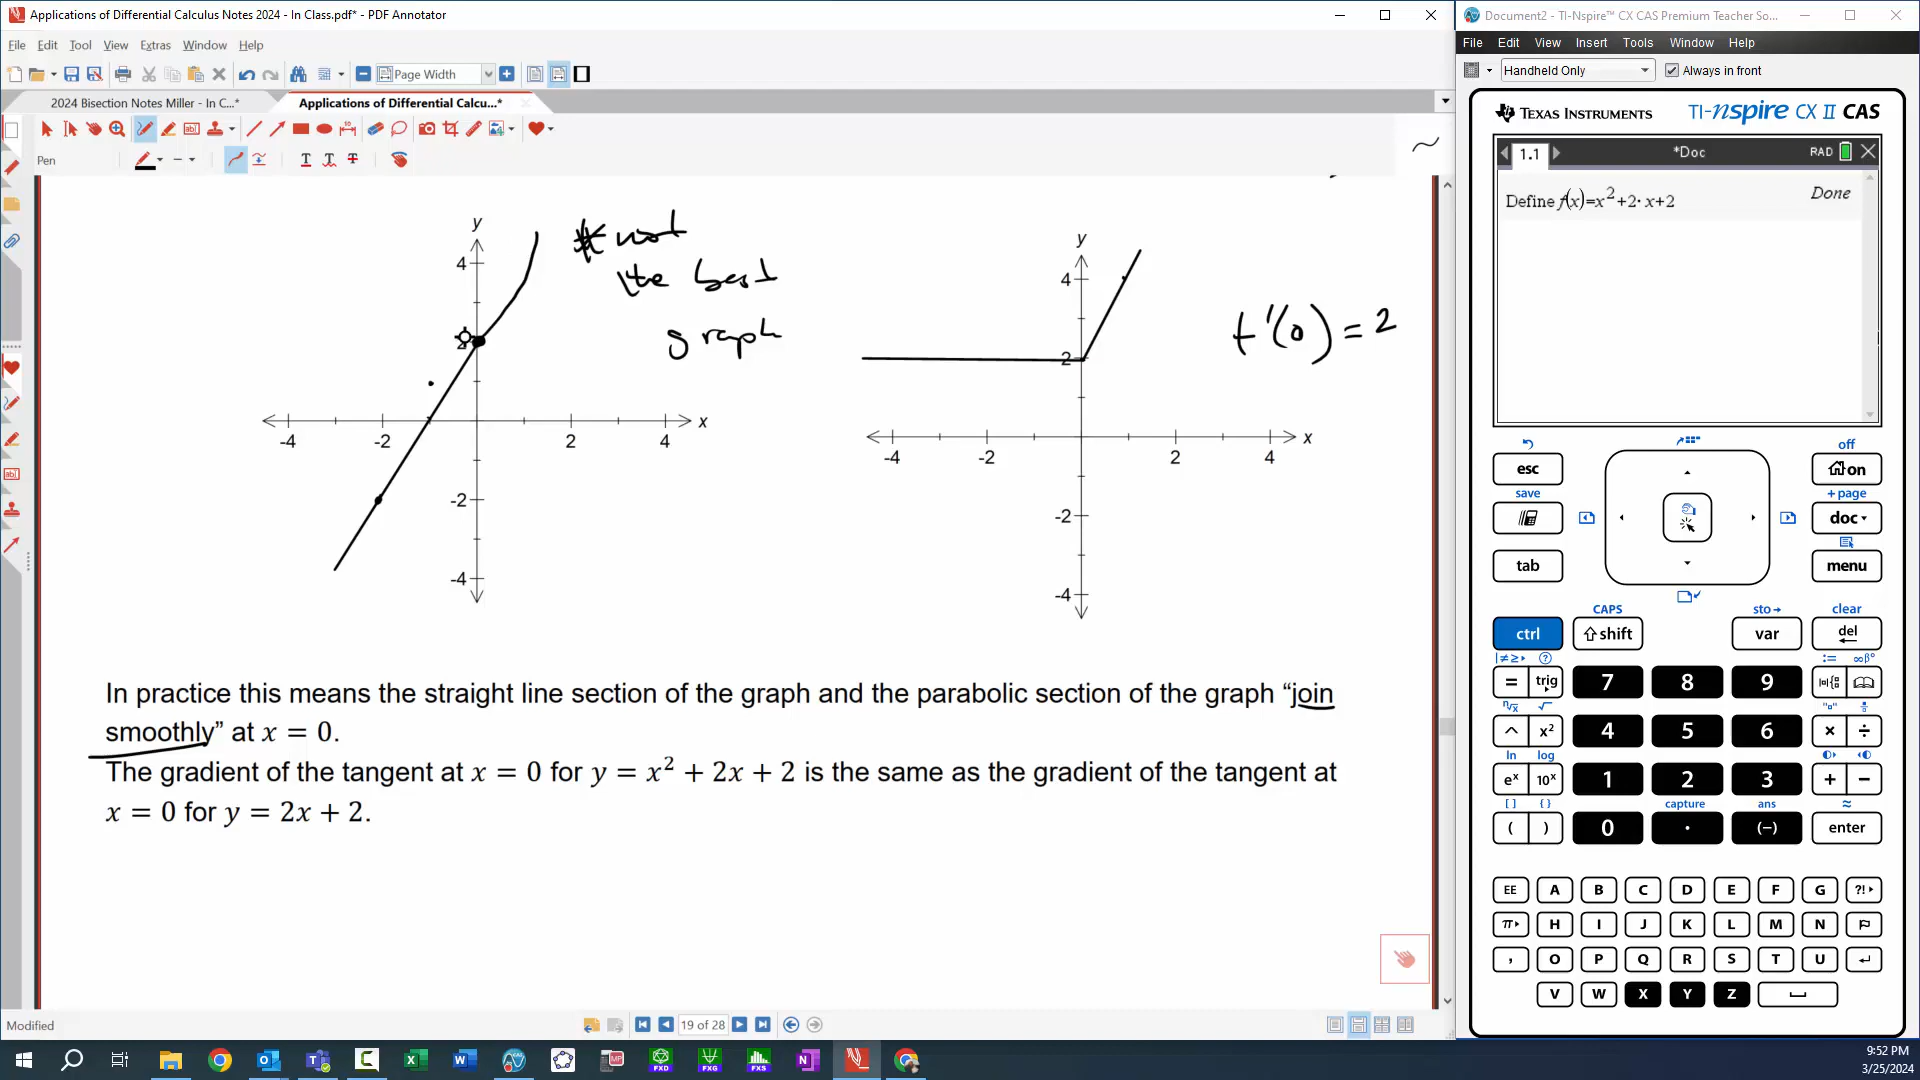 Applications of Differential Calculus Notes 2024 - In Class.pdf* - PDF Annotator
File Edit Tool View Extras Window Help
Page Width
2024 Bisection Notes Miller - In C...*
Applications of Differential Calcu...*
Pen
y
4
2
-4 -2 2 4 x
-2
-4
* not
the best
graph
y
4
2
-4 -2 2 4 x
-2
-4
f'(0) = 2
In practice this means the straight line section of the graph and the parabolic section of the graph “join
smoothly” at x = 0.
The gradient of the tangent at x = 0 for y = x² + 2x + 2 is the same as the gradient of the tangent at
x = 0 for y = 2x + 2.
Modified
19 of 28
Document2 - TI-Nspire™ CX CAS Premium Teacher So...
File Edit View Insert Tools Window Help
Handheld Only
Always in front
TEXAS INSTRUMENTS TI-nspire CX II CAS
1.1 *Doc RAD
Define f(x)=x²+2·x+2 Done
off
esc on
save + page
doc
tab menu
CAPS sto→ clear
ctrl shift var del
= trig 7 8 9
^ x² 4 5 6 × ÷
ln log
eˣ 10ˣ 1 2 3 + −
[ ] { } capture ans ≈
( ) 0 . (−) enter
EE A B C D E F G ?!
π H I J K L M N
, O P Q R S T U
V W X Y Z
9:52 PM
3/25/2024